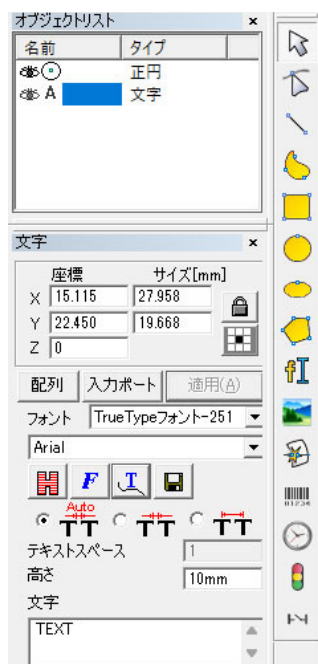 オブジェクトリスト ×
名前 タイプ
正円
A 文字
文字 ×
座標 サイズ[mm]
X 15.115 27.958
Y 22.450 19.668
Z 0
配列 入力ポート 適用(A)
フォント TrueTypeフォント-251
Arial
F T
Auto
TT TT TT
テキストスペース 1
高さ 10mm
文字
TEXT
fI
01234